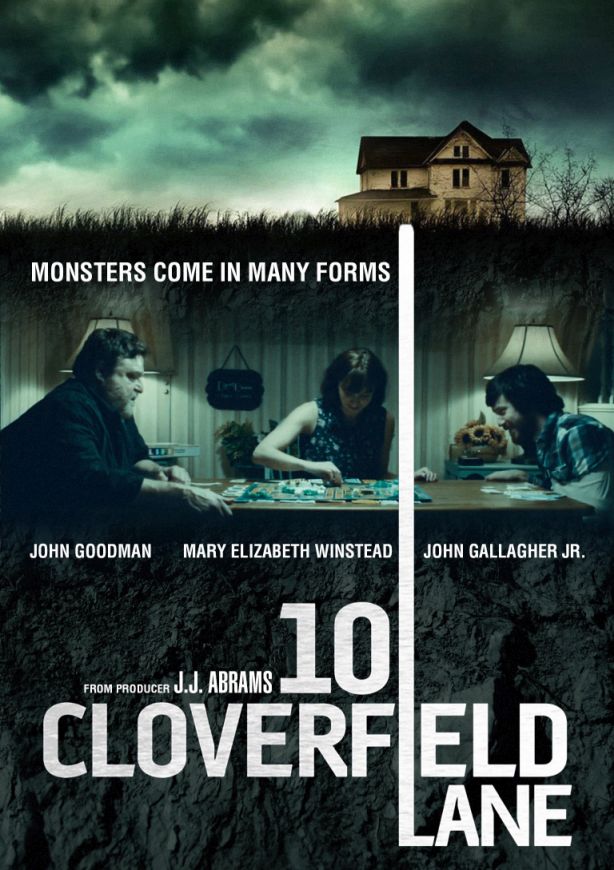 MONSTERS COME IN MANY FORMS
JOHN GOODMAN MARY ELIZABETH WINSTEAD JOHN GALLAGHER JR.
10
FROM PRODUCER J.J. ABRAMS
CLOVERFIELD
LANE